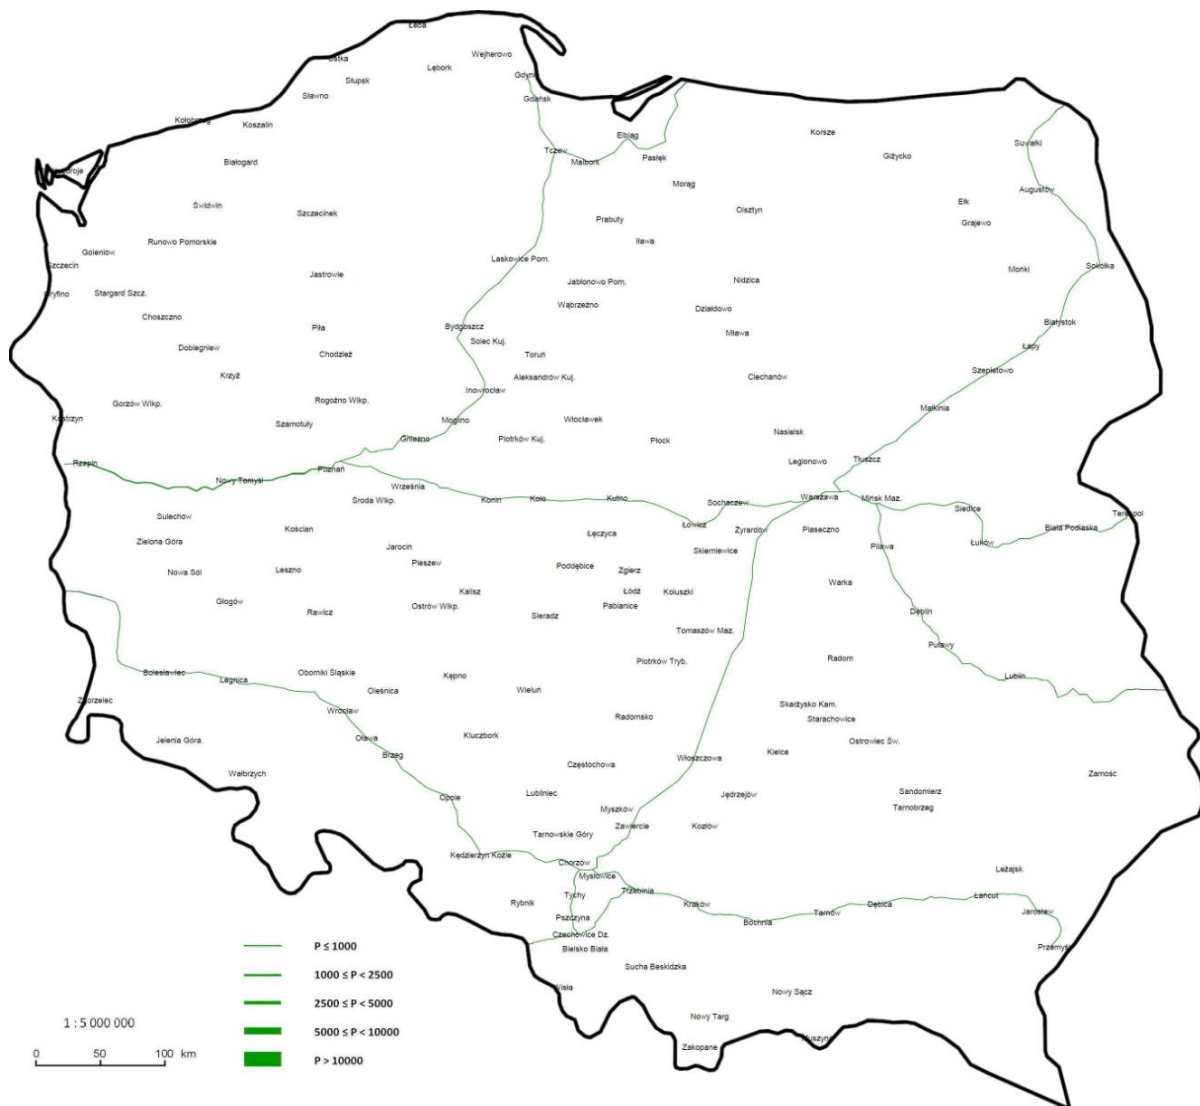 Łeba
Wejherowo
Ustka
Lębork
Gdynia
Słupsk
Sławno
Gdańsk
Kołobrzeg
Koszalin
Korsze
Elbląg
Suwałki
Tczew
Malbork
Pasłęk
Giżycko
Białogard
Morąg
Augustów
Ełk
Świdwin
Szczecinek
Olsztyn
Prabuty
Grajewo
Runowo Pomorskie
Iława
Goleniów
Laskowice Pom.
Szczecin
Mońki
Sokółka
Jastrowie
Jabłonowo Pom.
Nidzica
Gryfino
Stargard Szcz.
Wąbrzeźno
Działdowo
Choszczno
Piła
Bydgoszcz
Białystok
Mława
Solec Kuj.
Dobiegniew
Chodzież
Toruń
Łapy
Krzyż
Aleksandrów Kuj.
Ciechanów
Szepietowo
Inowrocław
Gorzów Wlkp.
Rogoźno Wlkp.
Małkinia
Kostrzyn
Szamotuły
Mogilno
Włocławek
Gniezno
Piotrków Kuj.
Płock
Nasielsk
Rzepin
Legionowo
Tłuszcz
Poznań
Nowy Tomyśl
Września
Środa Wlkp.
Konin
Koło
Kutno
Sochaczew
Warszawa
Mińsk Maz.
Siedlce
Terespol
Sulechów
Kościan
Łowicz
Żyrardów
Piaseczno
Biała Podlaska
Zielona Góra
Łęczyca
Jarocin
Skierniewice
Pilawa
Łuków
Nowa Sól
Leszno
Pleszew
Poddębice
Zgierz
Warka
Głogów
Rawicz
Kalisz
Ostrów Wlkp.
Łódź
Koluszki
Sieradz
Pabianice
Dęblin
Tomaszów Maz.
Puławy
Bolesławiec
Legnica
Oborniki Śląskie
Kępno
Piotrków Tryb.
Radom
Lublin
Zgorzelec
Oleśnica
Wieluń
Wrocław
Radomsko
Skarżysko Kam.
Starachowice
Jelenia Góra
Oława
Kluczbork
Ostrowiec Św.
Brzeg
Włoszczowa
Kielce
Wałbrzych
Częstochowa
Zamość
Opole
Lubliniec
Jędrzejów
Sandomierz
Tarnobrzeg
Myszków
Tarnowskie Góry
Zawiercie
Kozłów
Kędzierzyn Koźle
Chorzów
Mysłowice
Leżajsk
Rybnik
Tychy
Trzebinia
Kraków
Łańcut
Pszczyna
Bochnia
Tarnów
Dębica
Jarosław
Czechowice Dz.
Bielsko Biała
Przemyśl
Sucha Beskidzka
Wisła
Nowy Sącz
Nowy Targ
Zakopane
Muszyna
P ≤ 1000
1000 ≤ P < 2500
2500 ≤ P < 5000
5000 ≤ P < 10000
P > 10000
1 : 5 000 000
0 50 100 km